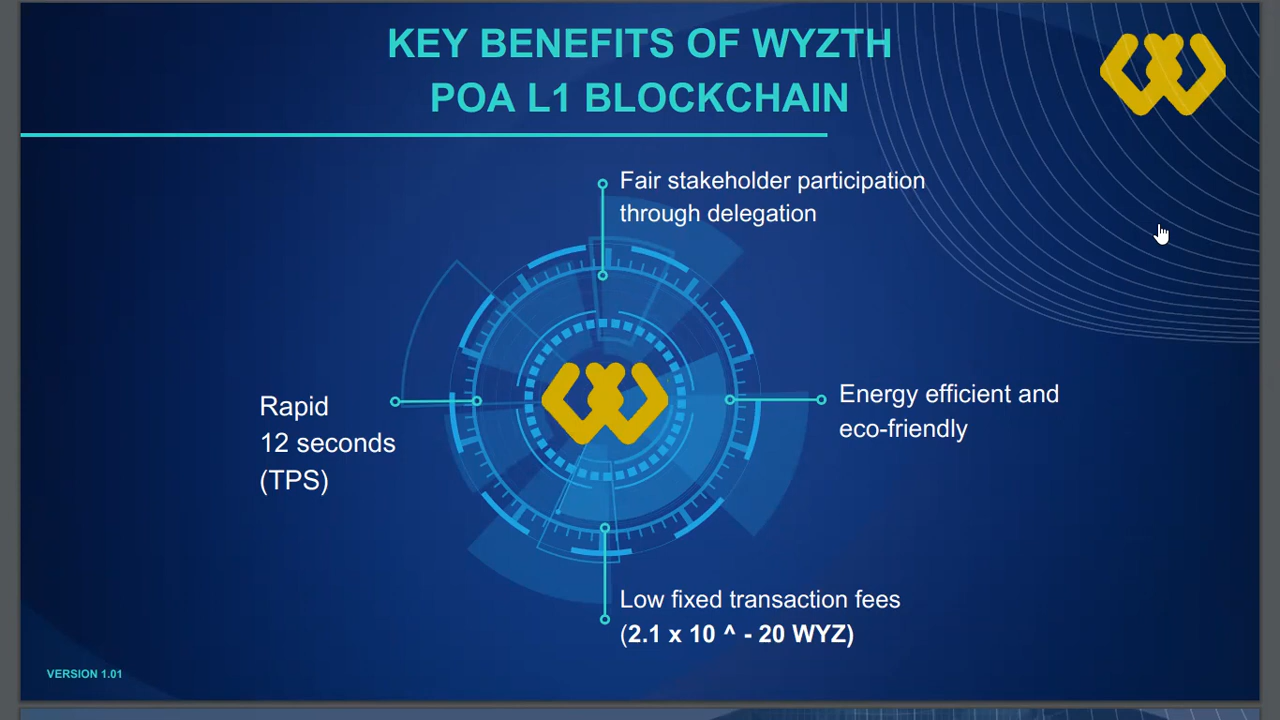 KEY BENEFITS OF WYZTH
POA L1 BLOCKCHAIN
Fair stakeholder participation
through delegation
Rapid
12 seconds
(TPS)
Energy efficient and
eco-friendly
Low fixed transaction fees
(2.1 x 10 ^ - 20 WYZ)
VERSION 1.01